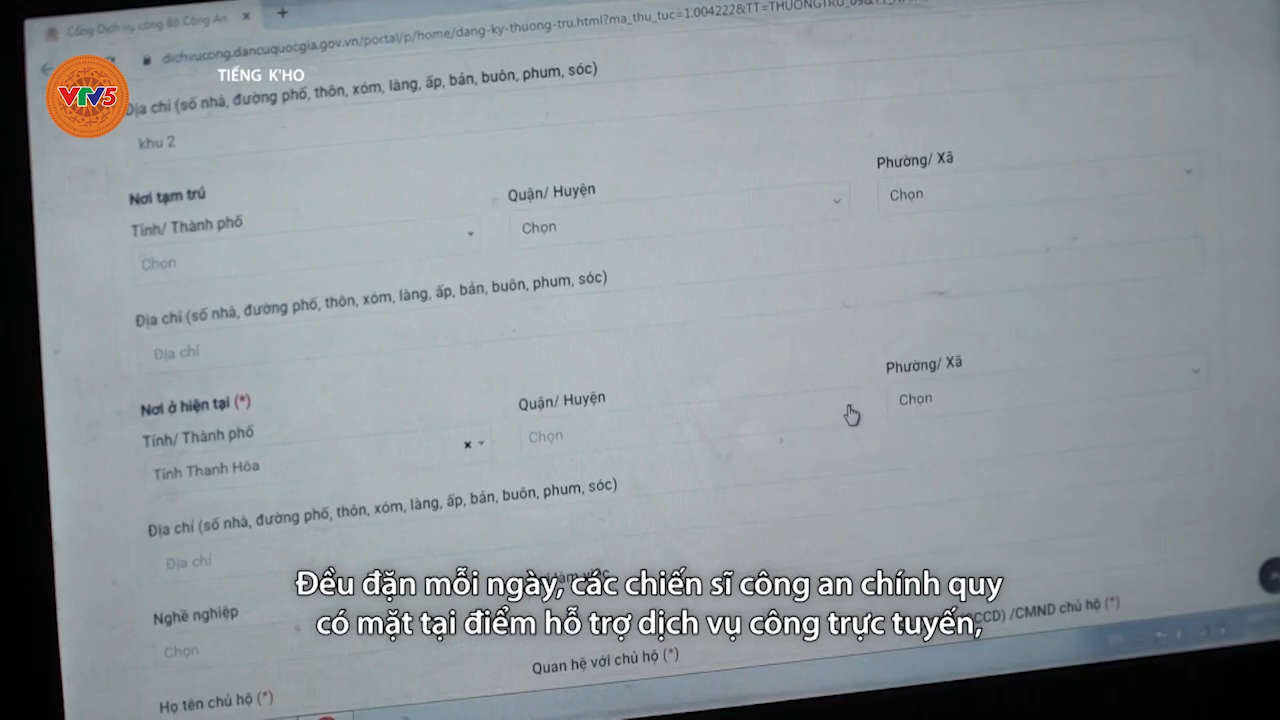 Cổng Dịch vụ công Bộ Công An
dichvucong.dancuquocgia.gov.vn/portal/p/home/dang-ky-thuong-tru.html?ma_thu_tuc=1.004222&TT=THUONGTRU
TIẾNG K'HO
VTV5
Địa chỉ (số nhà, đường phố, thôn, xóm, làng, ấp, bản, buôn, phum, sóc)
khu 2
Nơi tạm trú
Tỉnh/ Thành phố
Quận/ Huyện
Phường/ Xã
Chọn
Chọn
Chọn
Địa chỉ (số nhà, đường phố, thôn, xóm, làng, ấp, bản, buôn, phum, sóc)
Địa chỉ
Nơi ở hiện tại (*)
Tỉnh/ Thành phố
Quận/ Huyện
Phường/ Xã
Tỉnh Thanh Hóa
Chọn
Chọn
Địa chỉ (số nhà, đường phố, thôn, xóm, làng, ấp, bản, buôn, phum, sóc)
Địa chỉ
Đều đặn mỗi ngày, các chiến sĩ công an chính quy
có mặt tại điểm hỗ trợ dịch vụ công trực tuyến,
Nghề nghiệp
Chọn
CCD) /CMND chủ hộ (*)
Quan hệ với chủ hộ (*)
Họ tên chủ hộ (*)